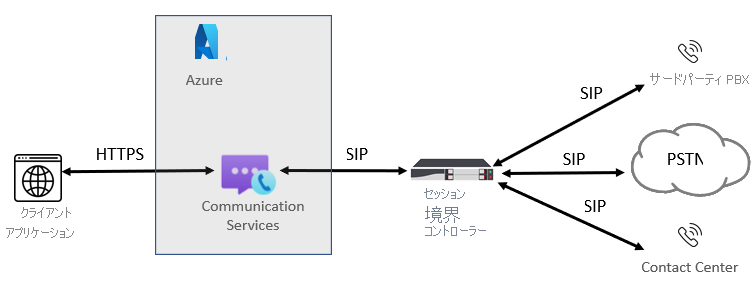 Azure
サードパーティ PBX
SIP
HTTPS
SIP
SIP
PSTN
クライアント
アプリケーション
Communication
Services
セッション
境界
コントローラー
SIP
Contact Center